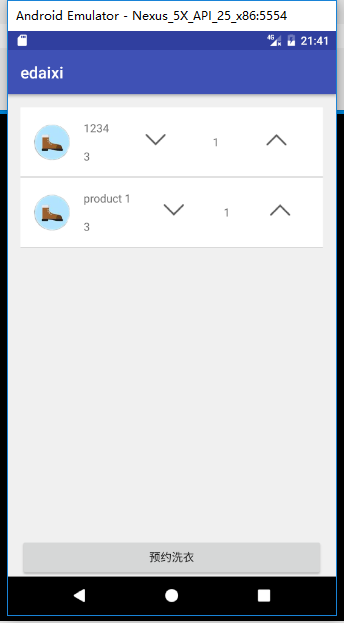 Android Emulator - Nexus_5X_API_25_x86:5554
4G 21:41
edaixi
1234
1
3
product 1
1
3
预约洗衣